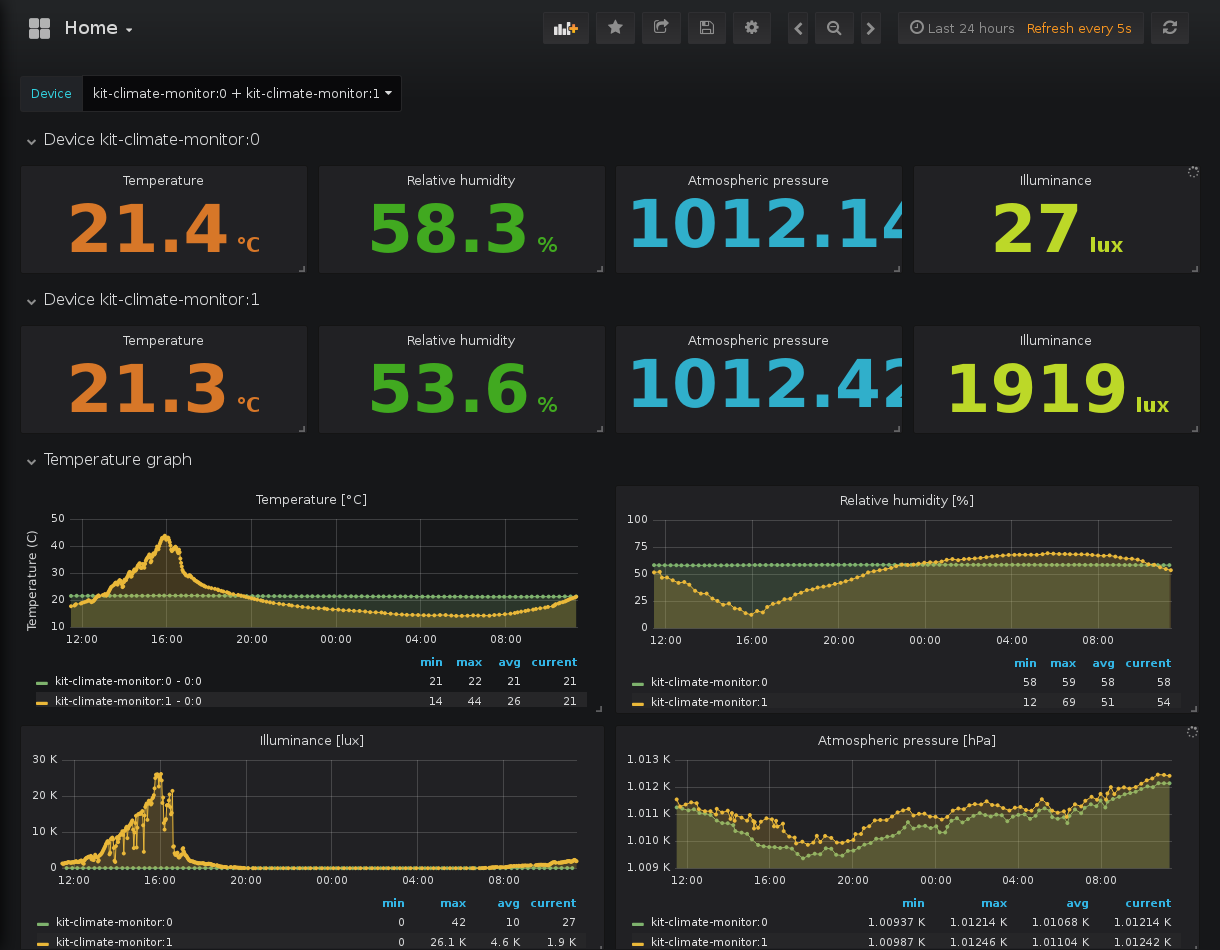 Home
Last 24 hours Refresh every 5s
Device kit-climate-monitor:0 + kit-climate-monitor:1
Device kit-climate-monitor:0
Temperature Relative humidity Atmospheric pressure Illuminance
21.4 °C 58.3 % 1012.14 27 lux
Device kit-climate-monitor:1
Temperature Relative humidity Atmospheric pressure Illuminance
21.3 °C 53.6 % 1012.42 1919 lux
Temperature graph
Temperature [°C]
Temperature (C)
50
40
30
20
10
12:00 16:00 20:00 00:00 04:00 08:00
min max avg current
kit-climate-monitor:0 - 0:0 21 22 21 21
kit-climate-monitor:1 - 0:0 14 44 26 21
Relative humidity [%]
100
75
50
25
0
12:00 16:00 20:00 00:00 04:00 08:00
min max avg current
kit-climate-monitor:0 58 59 58 58
kit-climate-monitor:1 12 69 51 54
Illuminance [lux]
30 K
20 K
10 K
0
12:00 16:00 20:00 00:00 04:00 08:00
min max avg current
kit-climate-monitor:0 0 42 10 27
kit-climate-monitor:1 0 26.1 K 4.6 K 1.9 K
Atmospheric pressure [hPa]
1.013 K
1.012 K
1.011 K
1.010 K
1.009 K
12:00 16:00 20:00 00:00 04:00 08:00
min max avg current
kit-climate-monitor:0 1.00937 K 1.01214 K 1.01068 K 1.01214 K
kit-climate-monitor:1 1.00987 K 1.01246 K 1.01104 K 1.01242 K